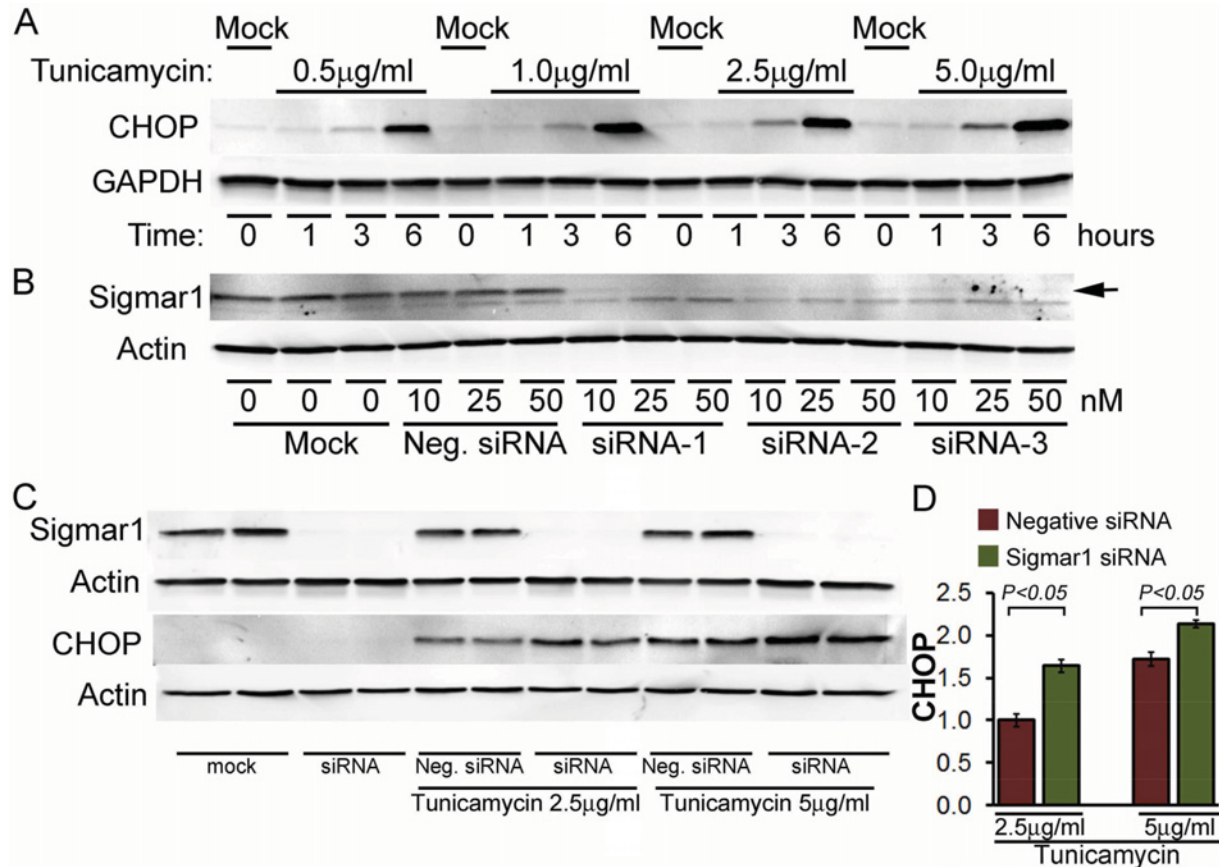 A
Mock Mock Mock Mock
Tunicamycin: 0.5µg/ml 1.0µg/ml 2.5µg/ml 5.0µg/ml
CHOP
GAPDH
Time: 0 1 3 6 0 1 3 6 0 1 3 6 0 1 3 6 hours
B
Sigmar1
Actin
0 0 0 10 25 50 10 25 50 10 25 50 10 25 50 nM
Mock Neg. siRNA siRNA-1 siRNA-2 siRNA-3
C
Sigmar1
Actin
CHOP
Actin
mock siRNA Neg. siRNA siRNA Neg. siRNA siRNA
Tunicamycin 2.5µg/ml Tunicamycin 5µg/ml
D
Negative siRNA
Sigmar1 siRNA
P<0.05 P<0.05
CHOP
2.5
2.0
1.5
1.0
0.5
0.0
2.5µg/ml 5µg/ml
Tunicamycin